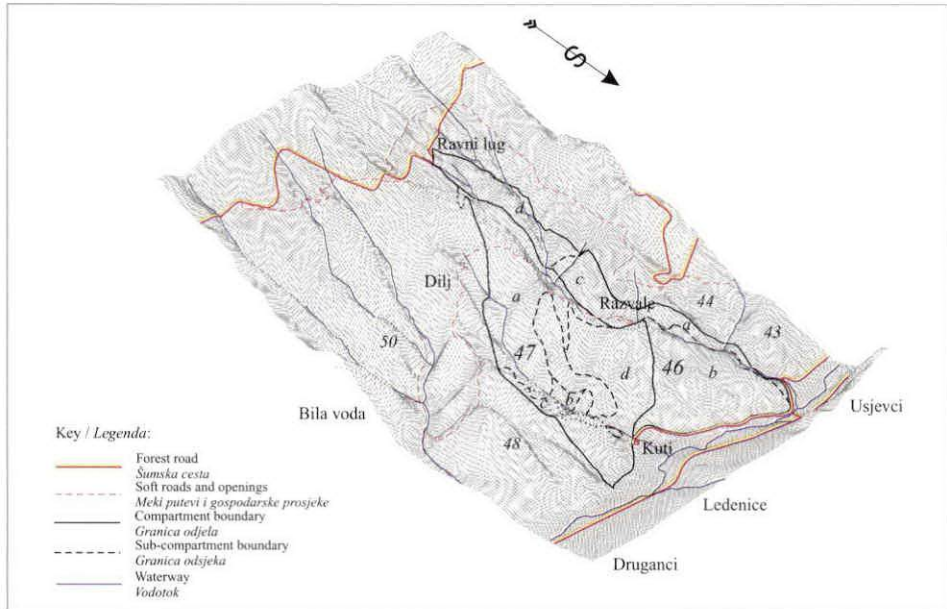 S
Ravni lug
d
Dilj
a
c
Razvale
44
a
43
50
47
d
46
b
b
Usjevci
Bila voda
48
Kuti
Ledenice
Druganci
Key / Legenda:
Forest road
Šumska cesta
Soft roads and openings
Meki putevi i gospodarske prosjeke
Compartment boundary
Granica odjela
Sub-compartment boundary
Granica odsjeka
Waterway
Vodotok